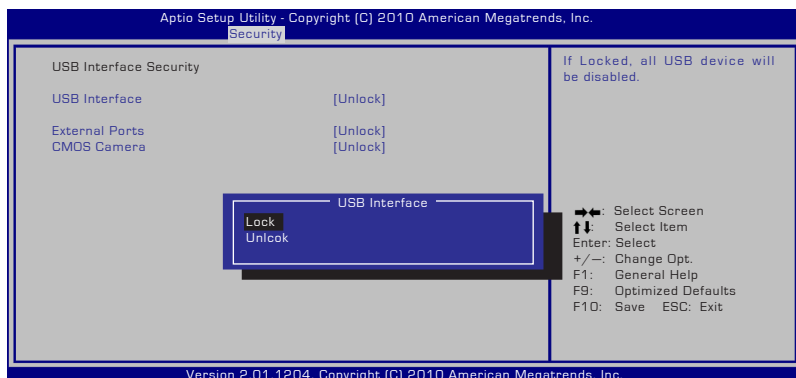 Aptio Setup Utility - Copyright (C) 2010 American Megatrends, Inc.
Security
USB Interface Security
USB Interface [Unlock]
External Ports [Unlock]
CMOS Camera [Unlock]
If Locked, all USB device will
be disabled.
USB Interface
Lock
Unlcok
→←: Select Screen
↑↓: Select Item
Enter: Select
+/—: Change Opt.
F1: General Help
F9: Optimized Defaults
F10: Save ESC: Exit
Version 2.01.1204. Copyright (C) 2010 American Megatrends, Inc.